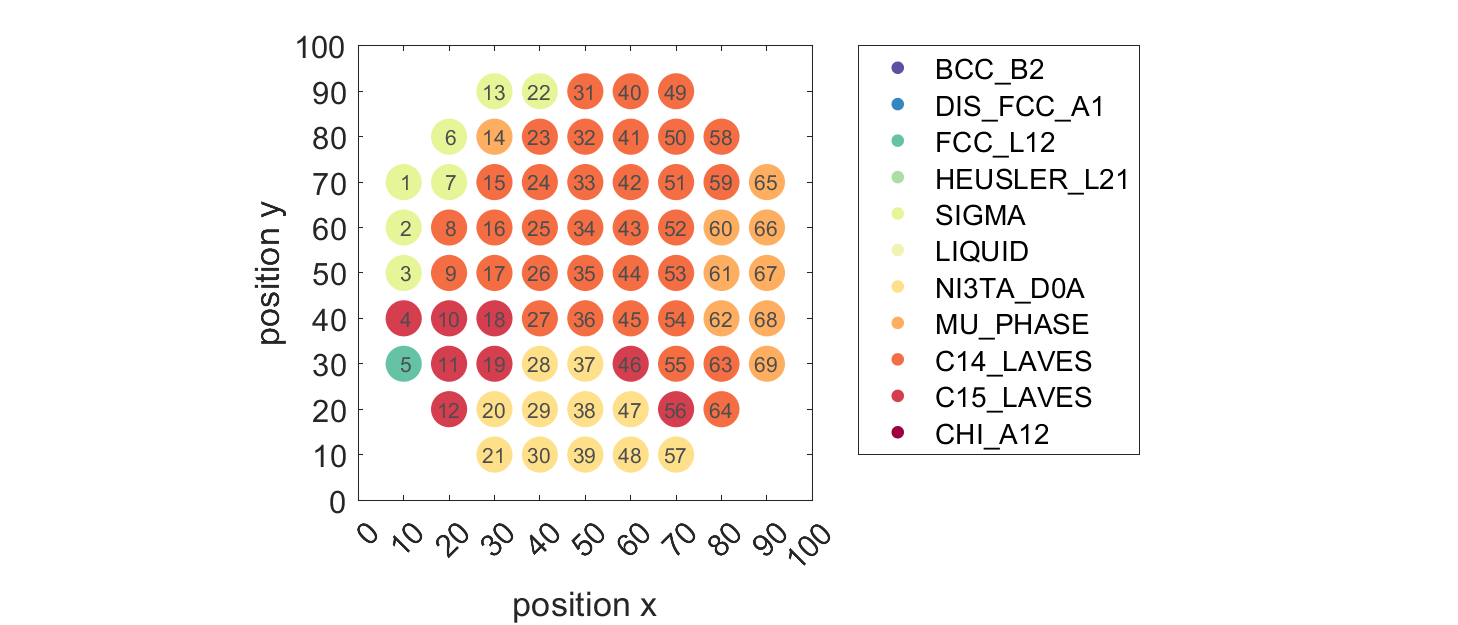 100
90 13 22 31 40 49
80 6 14 23 32 41 50 58
70 1 7 15 24 33 42 51 59 65
60 2 8 16 25 34 43 52 60 66
50 3 9 17 26 35 44 53 61 67
40 4 10 18 27 36 45 54 62 68
30 5 11 19 28 37 46 55 63 69
20 12 20 29 38 47 56 64
10 21 30 39 48 57
0
0 10 20 30 40 50 60 70 80 90 100
position x
position y
BCC_B2
DIS_FCC_A1
FCC_L12
HEUSLER_L21
SIGMA
LIQUID
NI3TA_D0A
MU_PHASE
C14_LAVES
C15_LAVES
CHI_A12